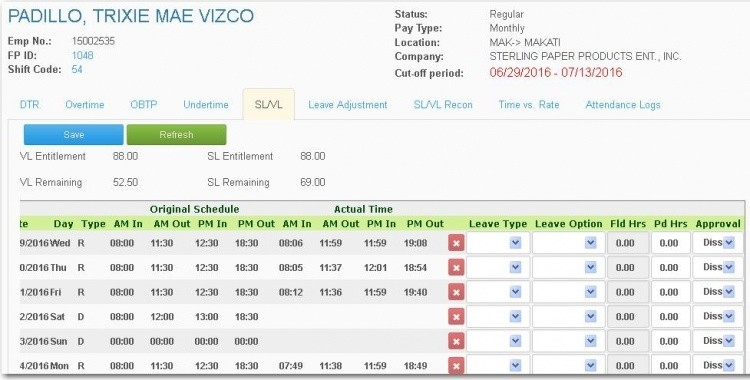 PADILLO, TRIXIE MAE VIZCO
Emp No.: 15002535
FP ID: 1048
Shift Code: 54
Status: Regular
Pay Type: Monthly
Location: MAK-> MAKATI
Company: STERLING PAPER PRODUCTS ENT., INC.
Cut-off period: 06/29/2016 - 07/13/2016
DTR Overtime OBTP Undertime SL/VL Leave Adjustment SL/VL Recon Time vs. Rate Attendance Logs
Save Refresh
VL Entitlement 88.00 SL Entitlement 88.00
VL Remaining 52.50 SL Remaining 69.00
Original Schedule Actual Time
te Day Type AM In AM Out PM In PM Out AM In AM Out PM In PM Out Leave Type Leave Option Fld Hrs Pd Hrs Approval
9/2016 Wed R 08:00 11:30 12:30 18:30 08:06 11:59 11:59 19:08 0.00 0.00 Diss
0/2016 Thu R 08:00 11:30 12:30 18:30 08:05 11:37 12:01 18:54 0.00 0.00 Diss
1/2016 Fri R 08:00 11:30 12:30 18:30 08:12 11:36 11:59 19:40 0.00 0.00 Diss
2/2016 Sat D 08:00 12:00 13:00 18:30 0.00 0.00 Diss
3/2016 Sun D 00:00 00:00 00:00 00:00 0.00 0.00 Diss
4/2016 Mon R 08:00 11:30 12:30 18:30 07:49 11:38 11:59 18:49 0.00 0.00 Diss